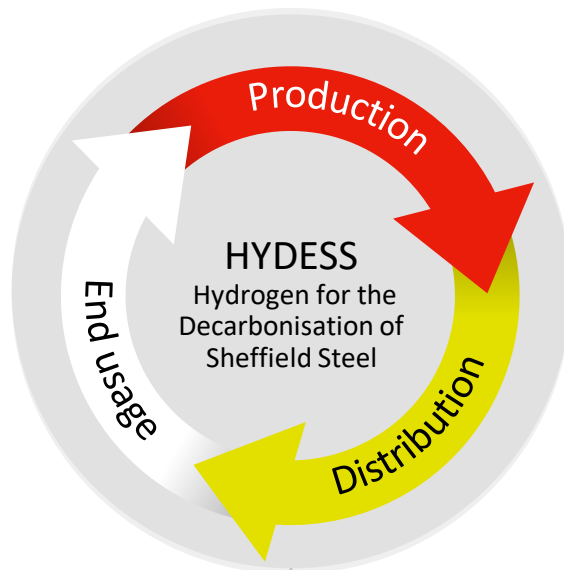 Production
HYDESS
Hydrogen for the
Decarbonisation of
Sheffield Steel
End usage
Distribution